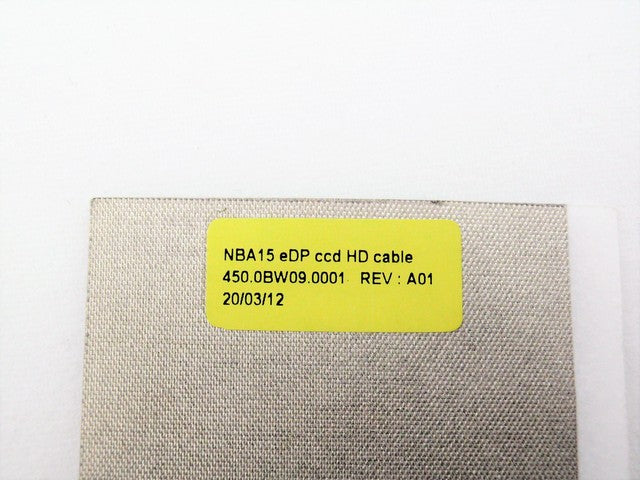 NBA15 eDP ccd HD cable
450.0BW09.0001 REV : A01
20/03/12